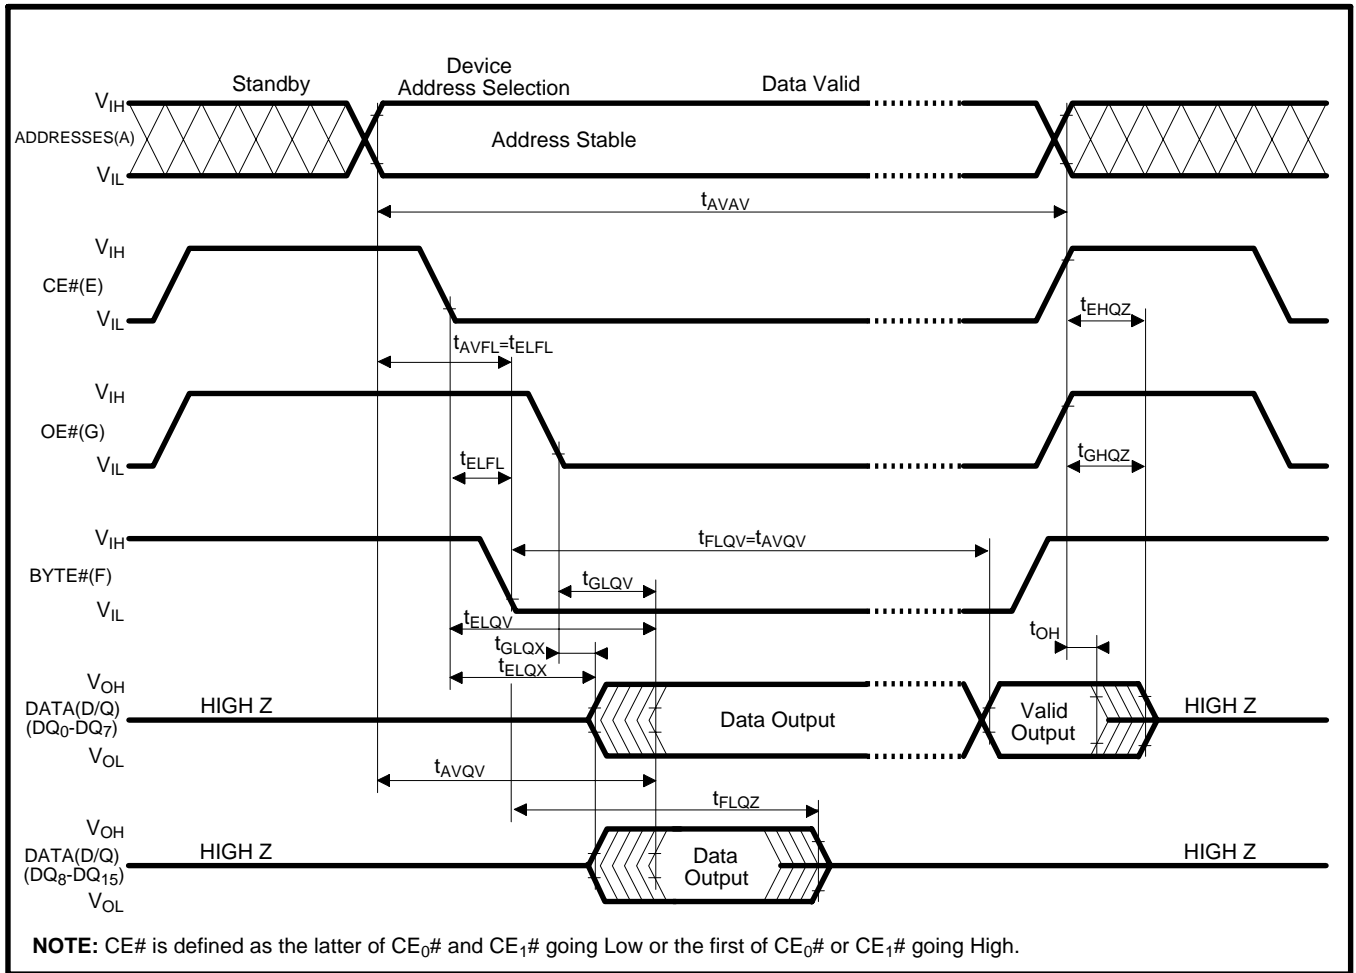 Standby
Device
Address Selection
Data Valid
VIH
ADDRESSES(A)
Address Stable
VIL
tAVAV
VIH
CE#(E)
VIL
tEHQZ
tAVFL=tELFL
VIH
OE#(G)
VIL
tELFL
tGHQZ
VIH
tFLQV=tAVQV
BYTE#(F)
tGLQV
VIL
tELQV
tOH
tGLQX
tELQX
VOH
DATA(D/Q)
(DQ0-DQ7)
VOL
HIGH Z
Data Output
Valid
Output
HIGH Z
tAVQV
tFLQZ
VOH
DATA(D/Q)
(DQ8-DQ15)
VOL
HIGH Z
Data
Output
HIGH Z
NOTE: CE# is defined as the latter of CE0# and CE1# going Low or the first of CE0# or CE1# going High.